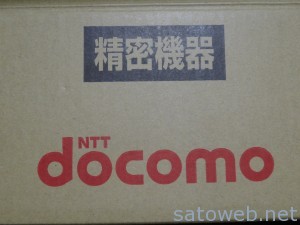 精密機器
NTT
docomo
satoweb.net